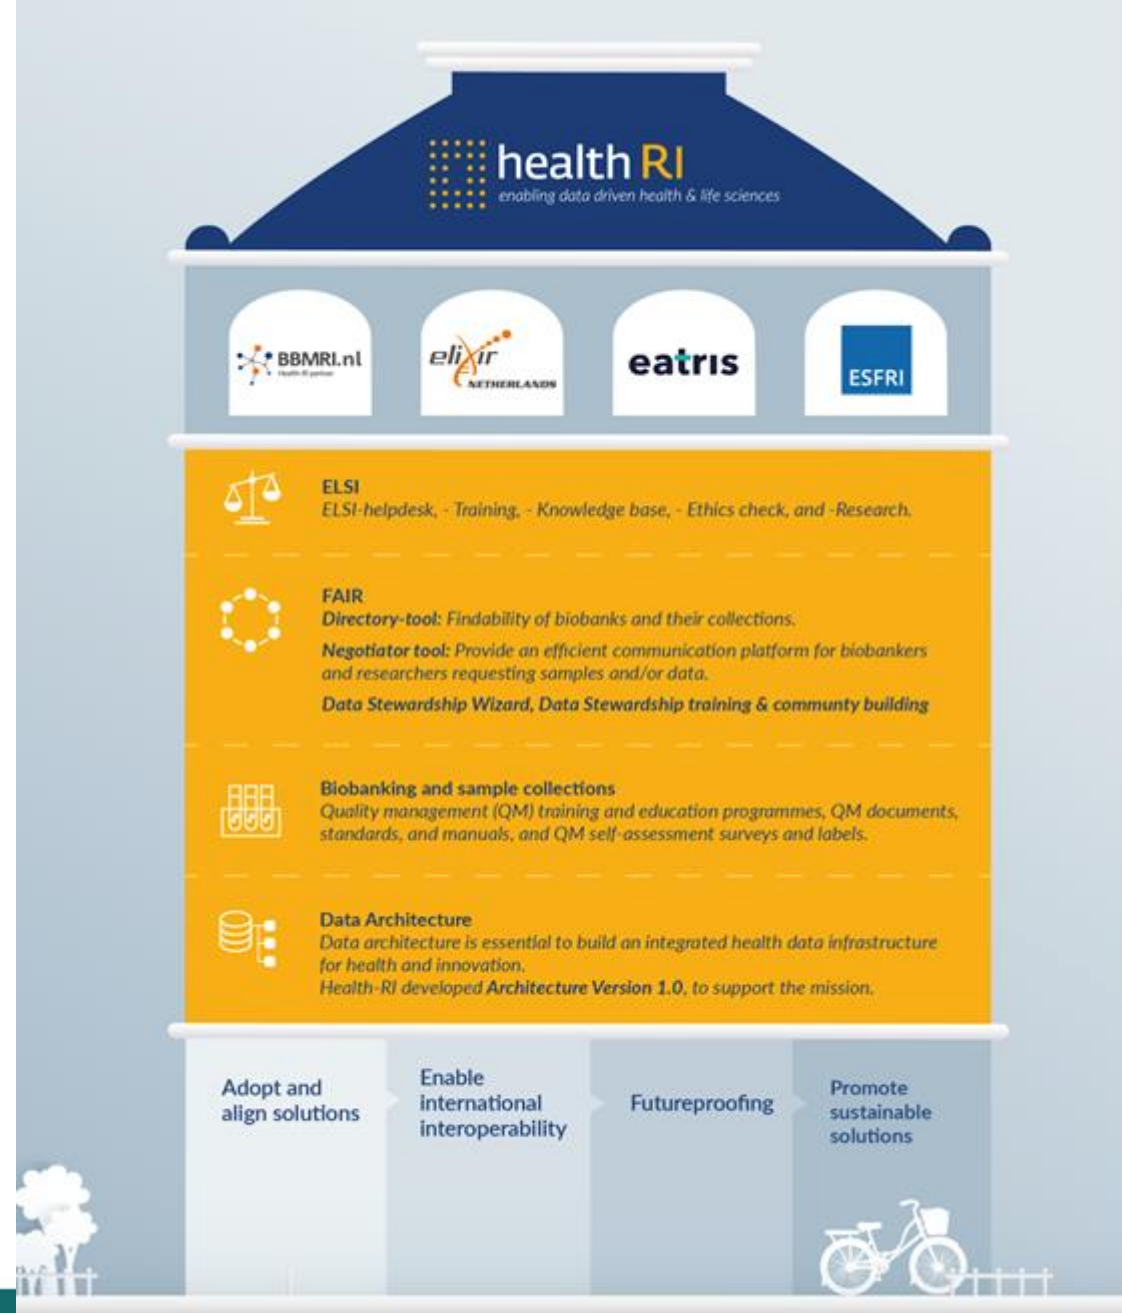 health RI
enabling data driven health & life sciences
BBMRI.nl
Health-RI partner
elixir
NETHERLANDS
eatris
ESFRI
ELSI
ELSI-helpdesk, - Training, - Knowledge base, - Ethics check, and -Research.
FAIR
Directory-tool: Findability of biobanks and their collections.
Negotiator tool: Provide an efficient communication platform for biobankers
and researchers requesting samples and/or data.
Data Stewardship Wizard, Data Stewardship training & communty building
Biobanking and sample collections
Quality management (QM) training and education programmes, QM documents,
standards, and manuals, and QM self-assessment surveys and labels.
Data Architecture
Data architecture is essential to build an integrated health data infrastructure
for health and innovation.
Health-RI developed Architecture Version 1.0, to support the mission.
Adopt and
align solutions
Enable
international
interoperability
Futureproofing
Promote
sustainable
solutions